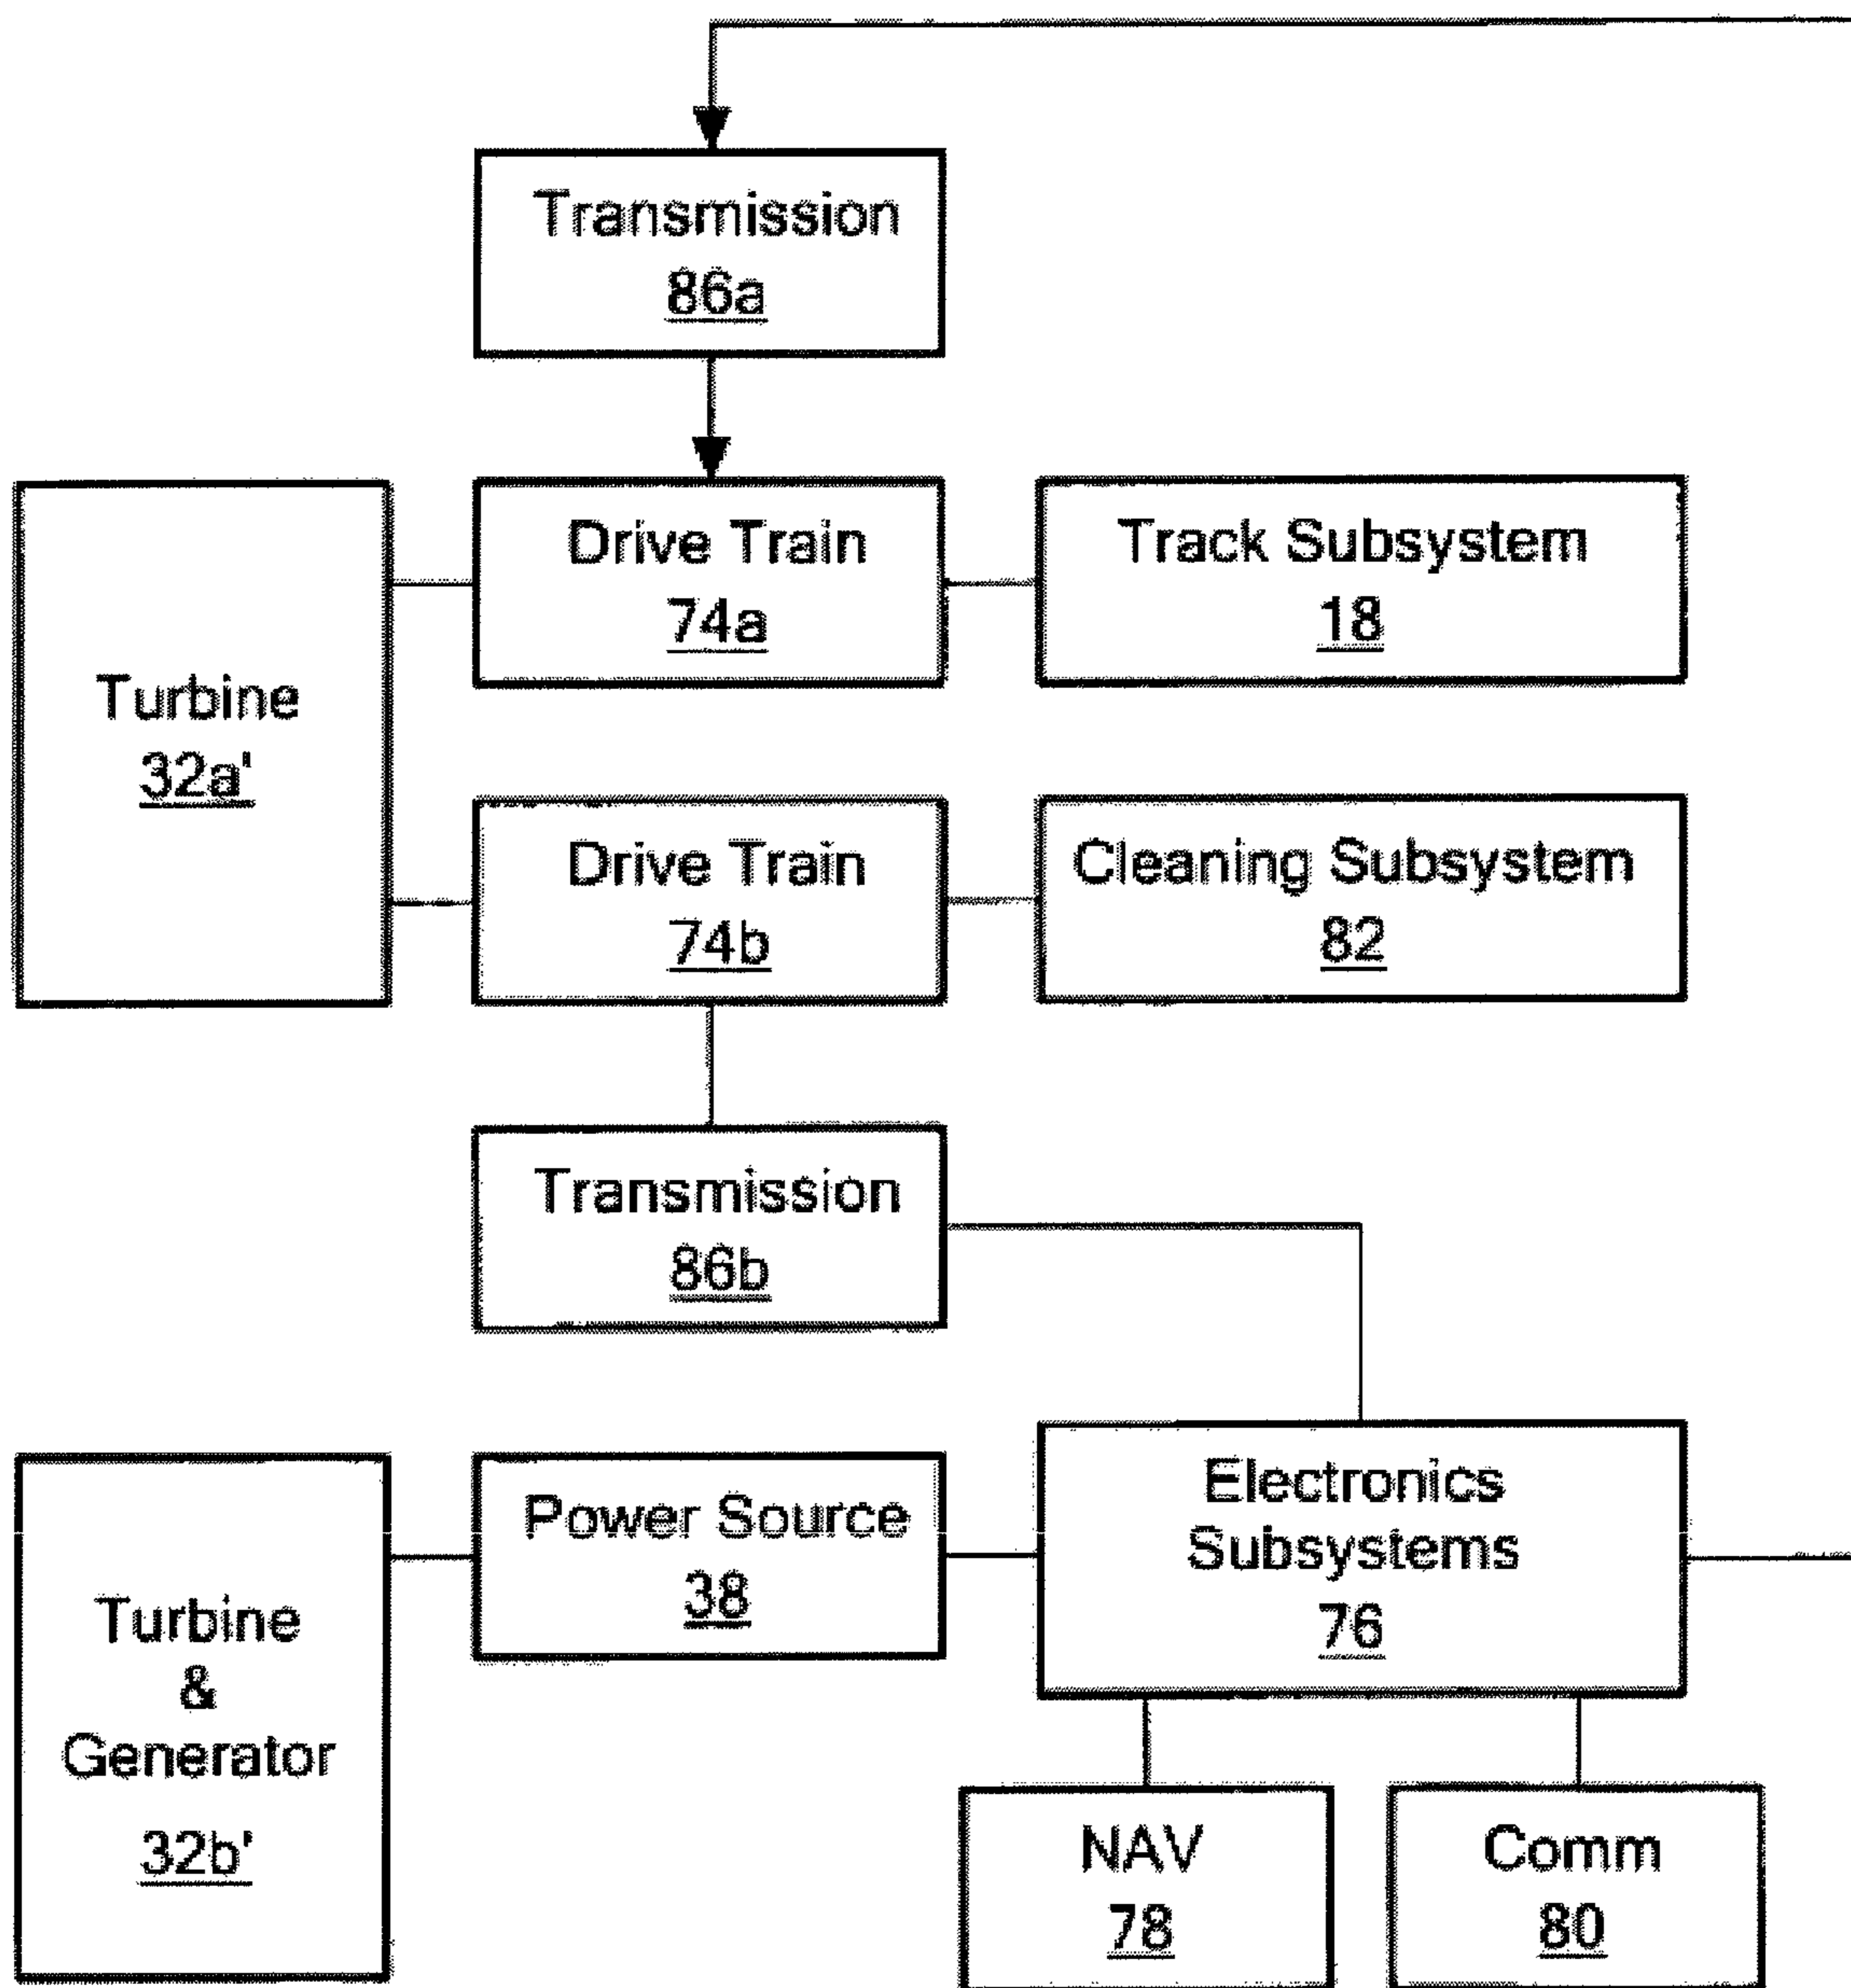 Transmission
86a
Drive Train
74a
Track Subsystem
18
Turbine
32a'
Drive Train
74b
Cleaning Subsystem
82
Transmission
86b
Power Source
38
Electronics
Subsystems
76
Turbine
&
Generator
32b'
NAV
78
Comm
80